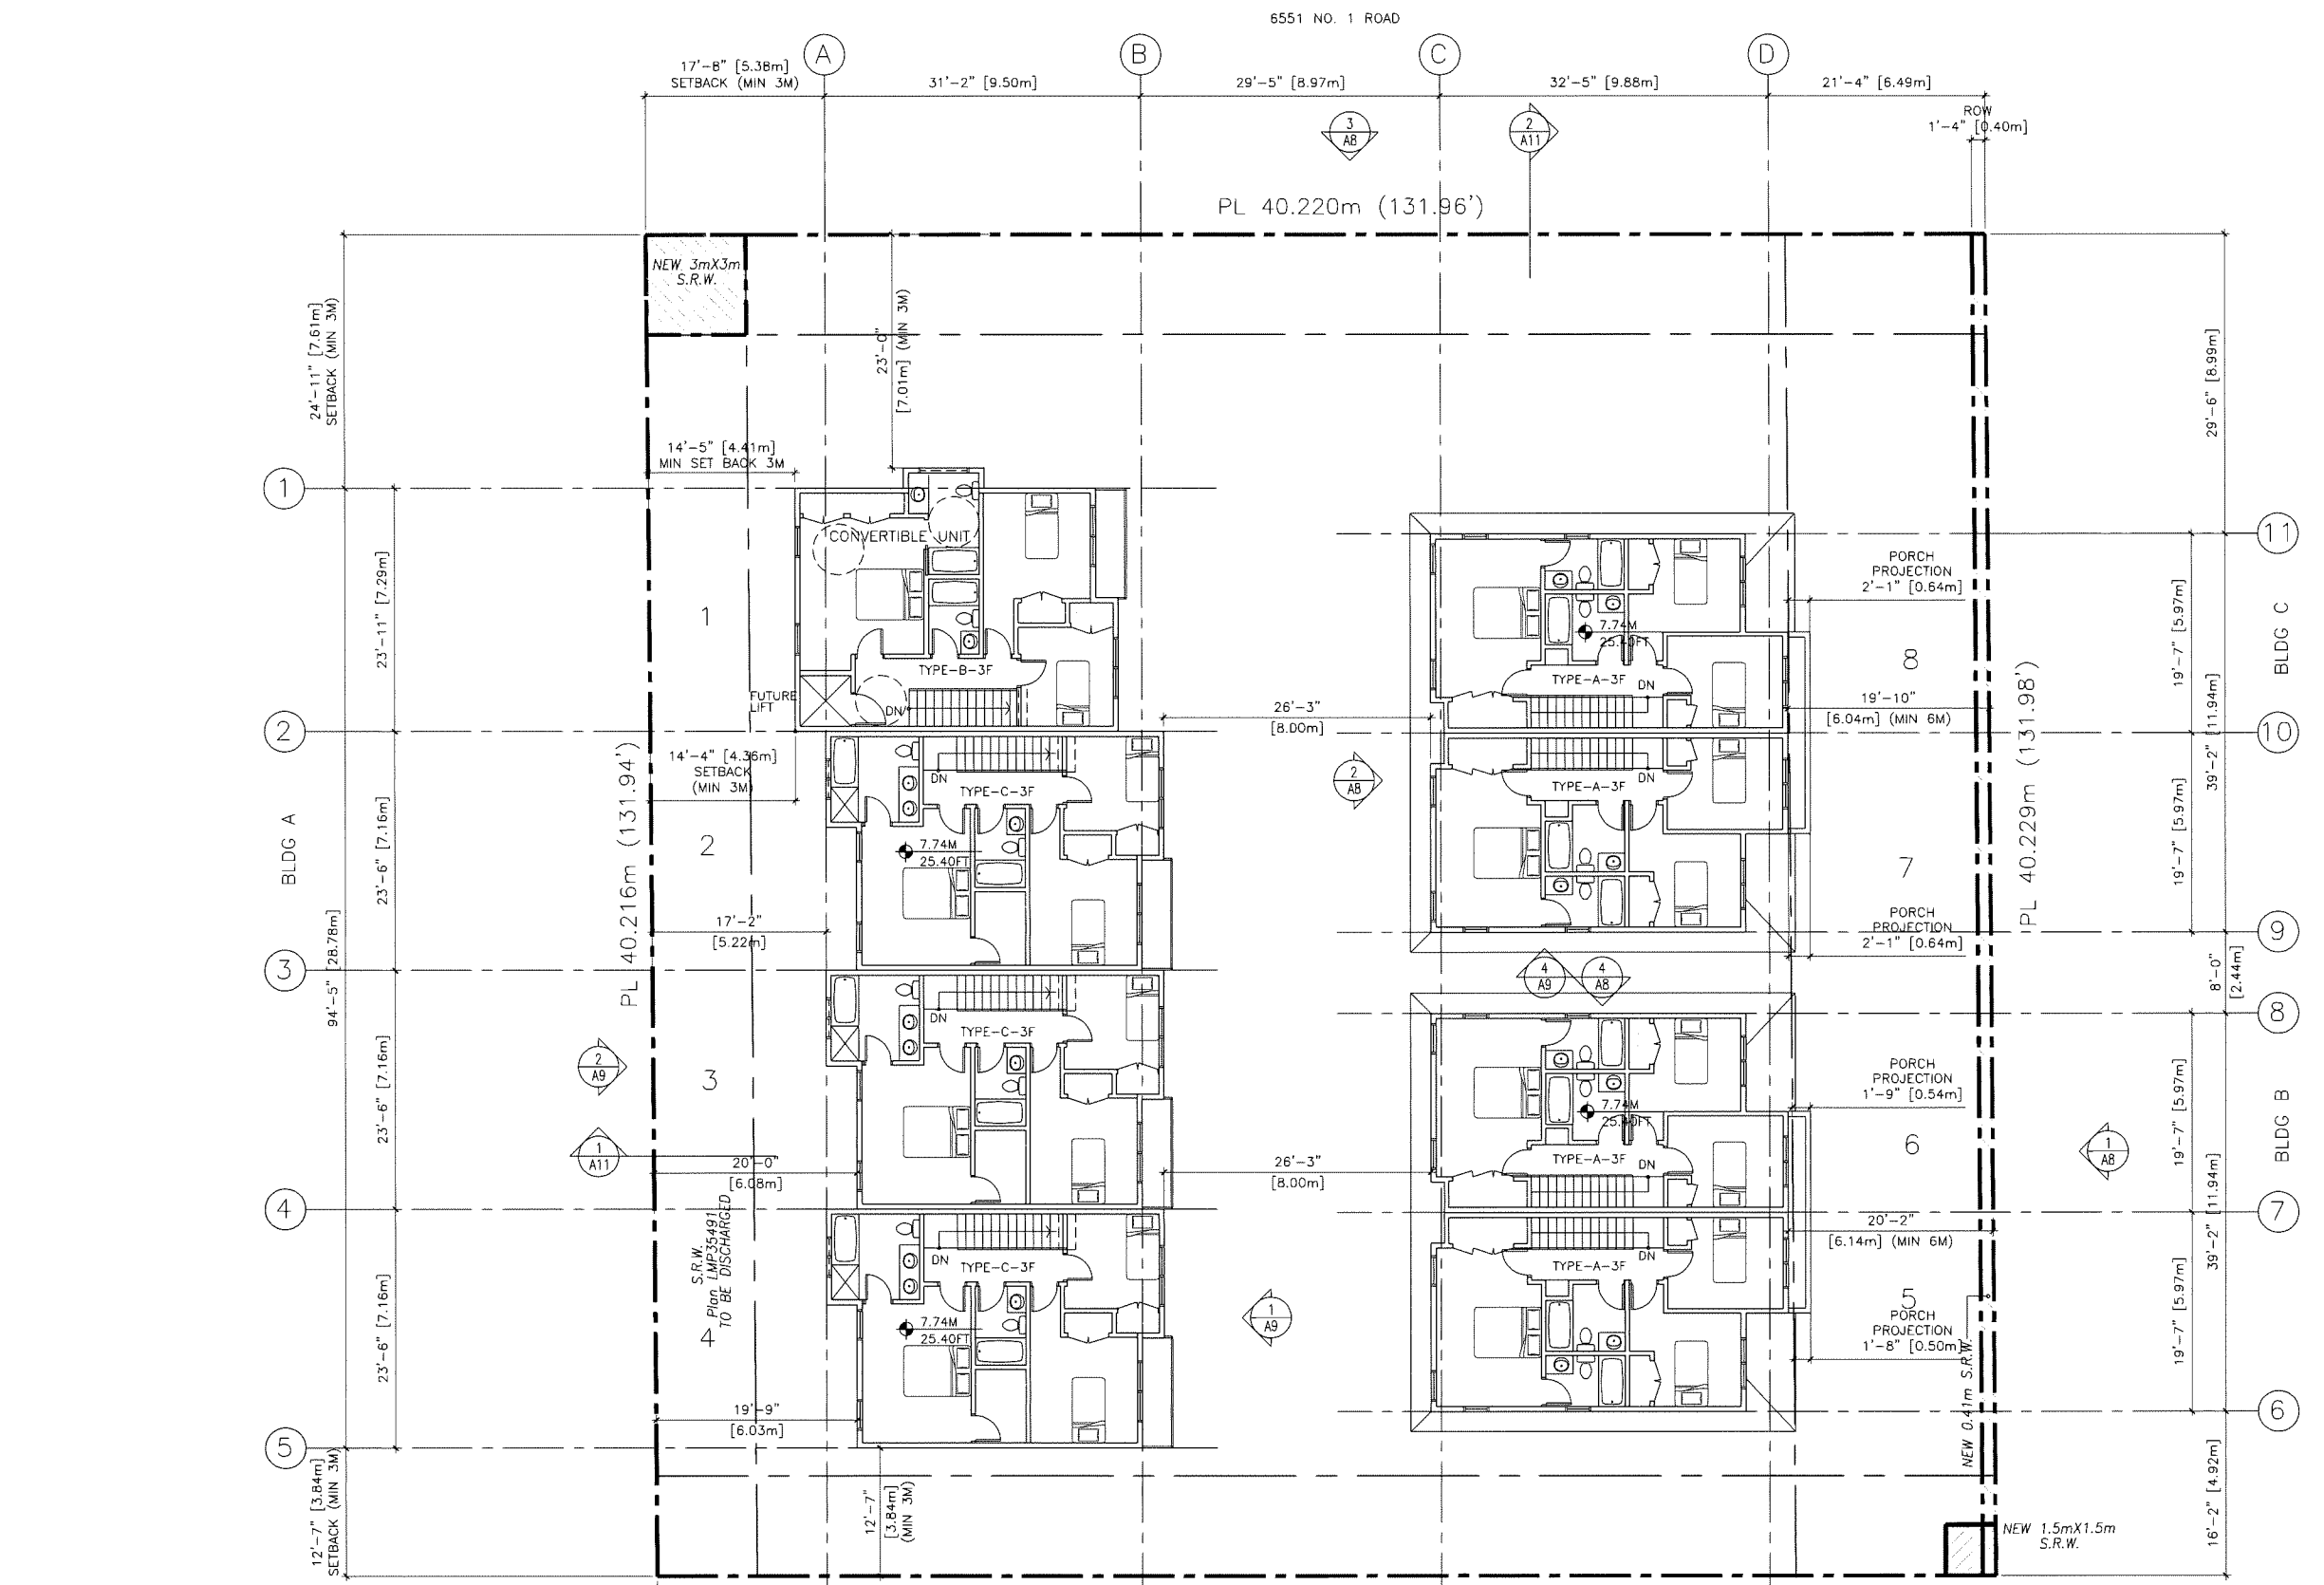 6551 NO. 1 ROAD
A
B
C
D
17'-8" [5.38m]
SETBACK (MIN 3M)
31'-2" [9.50m]
29'-5" [8.97m]
32'-5" [9.88m]
21'-4" [6.49m]
ROW
1'-4" [0.40m]
3
A8
2
A11
PL 40.220m (131.96')
NEW 3mX3m
S.R.W.
24'-11" [7.61m]
SETBACK (MIN 3M)
23'-0"
[7.01m] (MIN 3M)
29'-6" [8.99m]
14'-5" [4.41m]
MIN SET BACK 3M
1
CONVERTIBLE UNIT
11
PORCH
PROJECTION
2'-1" [0.64m]
23'-11" [7.29m]
1
7.74M
25.40FT
19'-7" [5.97m]
BLDG C
TYPE-B-3F
TYPE-A-3F
DN
8
FUTURE
LIFT
DN
19'-10"
[6.04m] (MIN 6M)
2
26'-3"
[8.00m]
10
14'-4" [4.36m]
SETBACK
(MIN 3M)
DN
TYPE-C-3F
2
A8
TYPE-A-3F
DN
39'-2" [11.94m]
PL 40.229m (131.98')
BLDG A
23'-6" [7.16m]
PL 40.216m (131.94')
2
7.74M
25.40FT
7
19'-7" [5.97m]
17'-2"
[5.22m]
PORCH
PROJECTION
2'-1" [0.64m]
9
3
94'-5" [28.78m]
4
A9
4
A8
8'-0"
[2.44m]
DN
TYPE-C-3F
8
2
A9
3
23'-6" [7.16m]
PORCH
PROJECTION
1'-9" [0.54m]
7.74M
25.40FT
19'-7" [5.97m]
BLDG B
1
A11
20'-0"
[6.08m]
26'-3"
[8.00m]
TYPE-A-3F
DN
6
1
A8
4
7
20'-2"
[6.14m] (MIN 6M)
S.R.W.
Plan LMP35491
TO BE DISCHARGED
DN
TYPE-C-3F
DN
TYPE-A-3F
39'-2" [11.94m]
23'-6" [7.16m]
4
7.74M
25.40FT
1
A9
5
PORCH
PROJECTION
1'-8" [0.50m]
19'-7" [5.97m]
19'-9"
[6.03m]
NEW 0.41m S.R.W.
6
5
12'-7" [3.84m]
SETBACK (MIN 3M)
12'-7"
[3.84m]
(MIN 3M)
16'-2" [4.92m]
NEW 1.5mX1.5m
S.R.W.